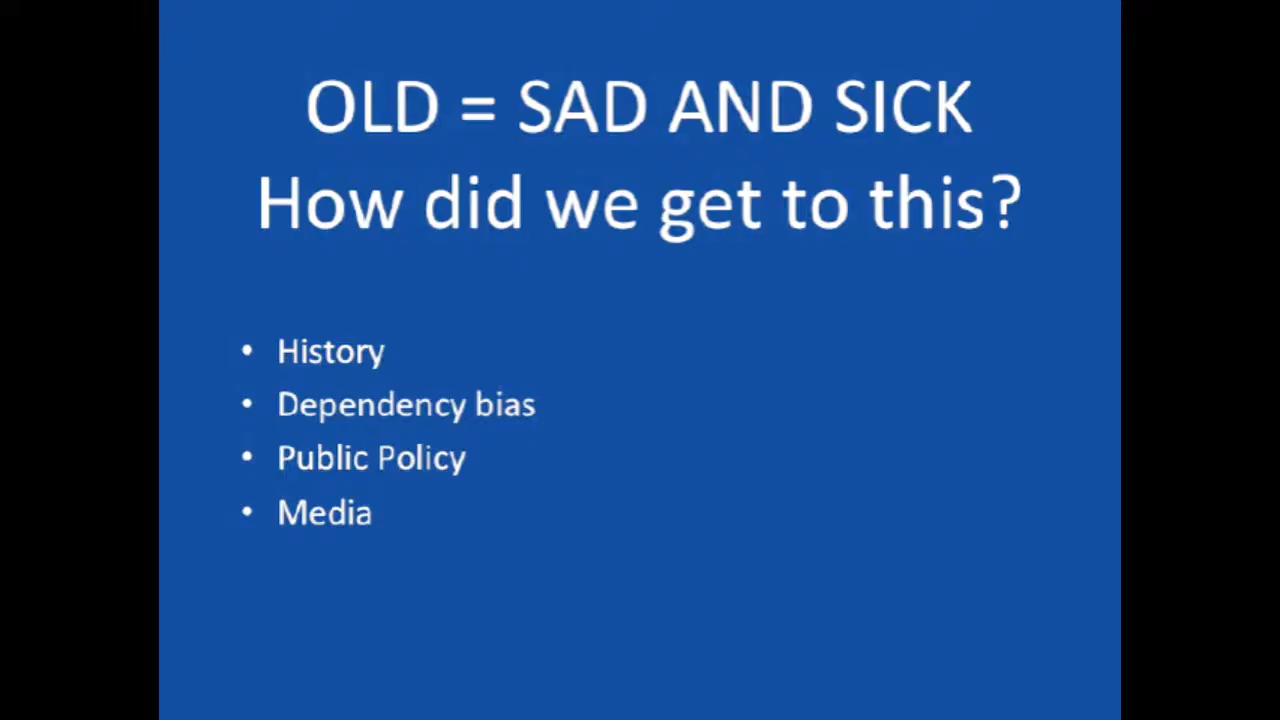 OLD = SAD AND SICK
How did we get to this?
• History
• Dependency bias
• Public Policy
• Media